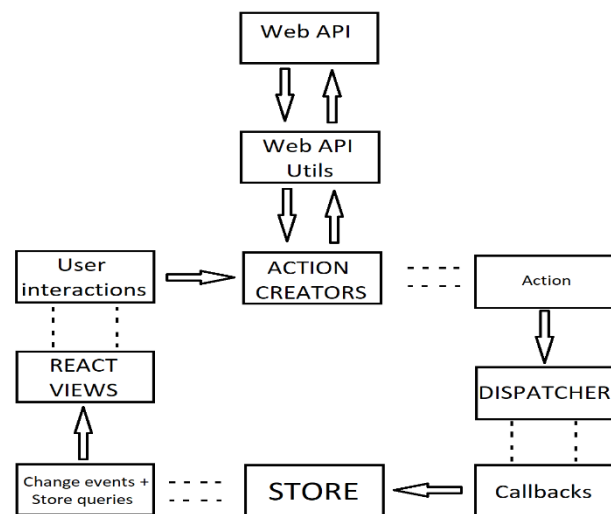 Web API
Web API
Utils
User
interactions
ACTION
CREATORS
Action
REACT
VIEWS
DISPATCHER
Change events +
Store queries
STORE
Callbacks